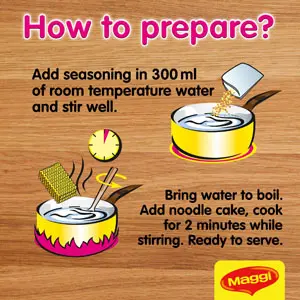 How to prepare?
Add seasoning in 300 ml
of room temperature water
and stir well.
Bring water to boil.
Add noodle cake, cook
for 2 minutes while
stirring. Ready to serve.
Maggi